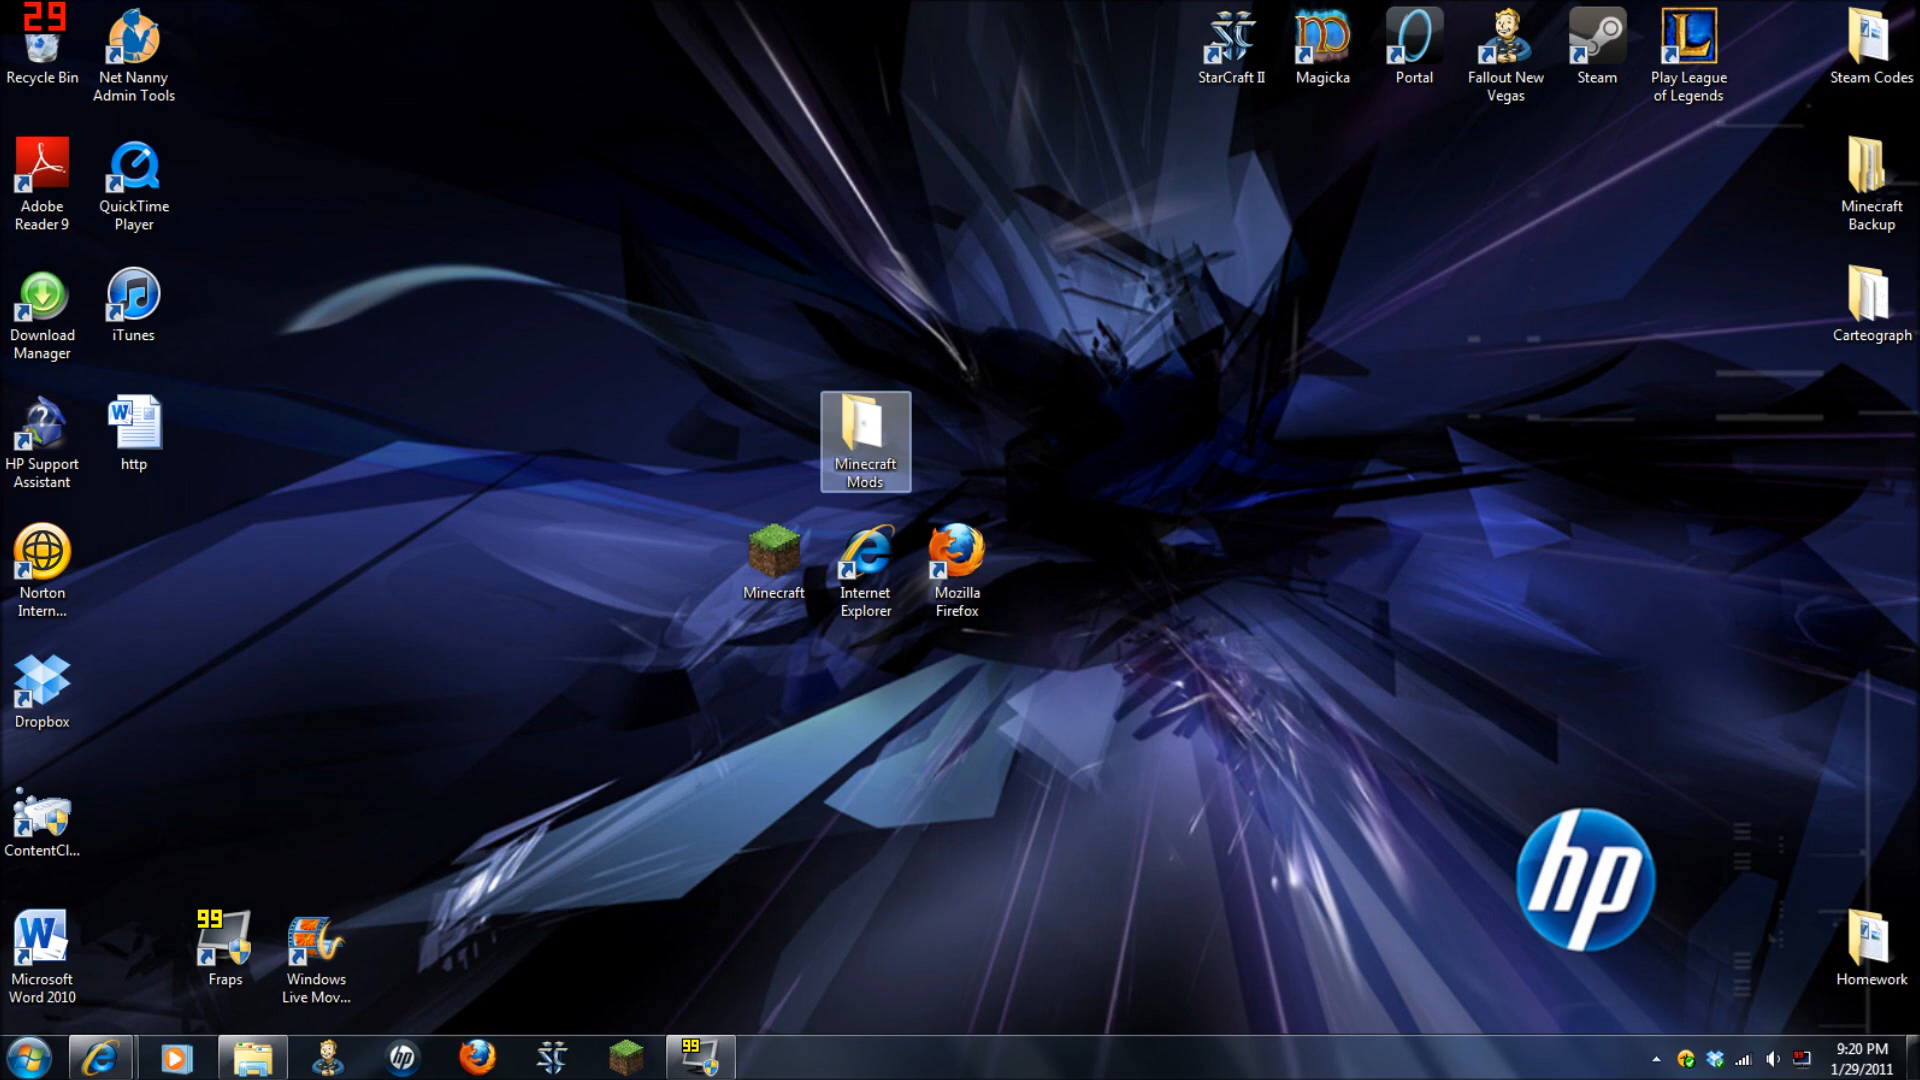 29
Recycle Bin
Net Nanny
Admin Tools
StarCraft II
Magicka
Portal
Fallout New
Vegas
Steam
Play League
of Legends
Steam Codes
Adobe
Reader 9
QuickTime
Player
Minecraft
Backup
Download
Manager
iTunes
Carteograph
HP Support
Assistant
W
http
Minecraft
Mods
Norton
Intern...
Minecraft
Internet
Explorer
Mozilla
Firefox
Dropbox
ContentCl...
hp
W
Microsoft
Word 2010
99
Fraps
Windows
Live Mov...
Homework
hp
99
99
9:20 PM
1/29/2011